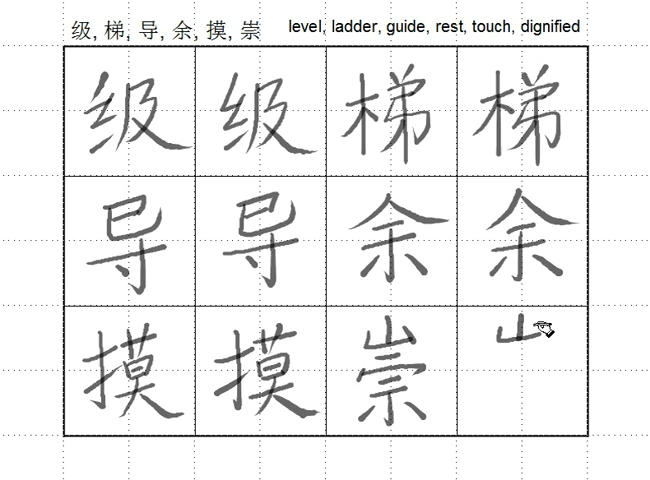 级, 梯, 导, 余, 摸, 崇 level, ladder, guide, rest, touch, dignified
级 级 梯 梯
导 导 余 余
摸 摸 崇 山